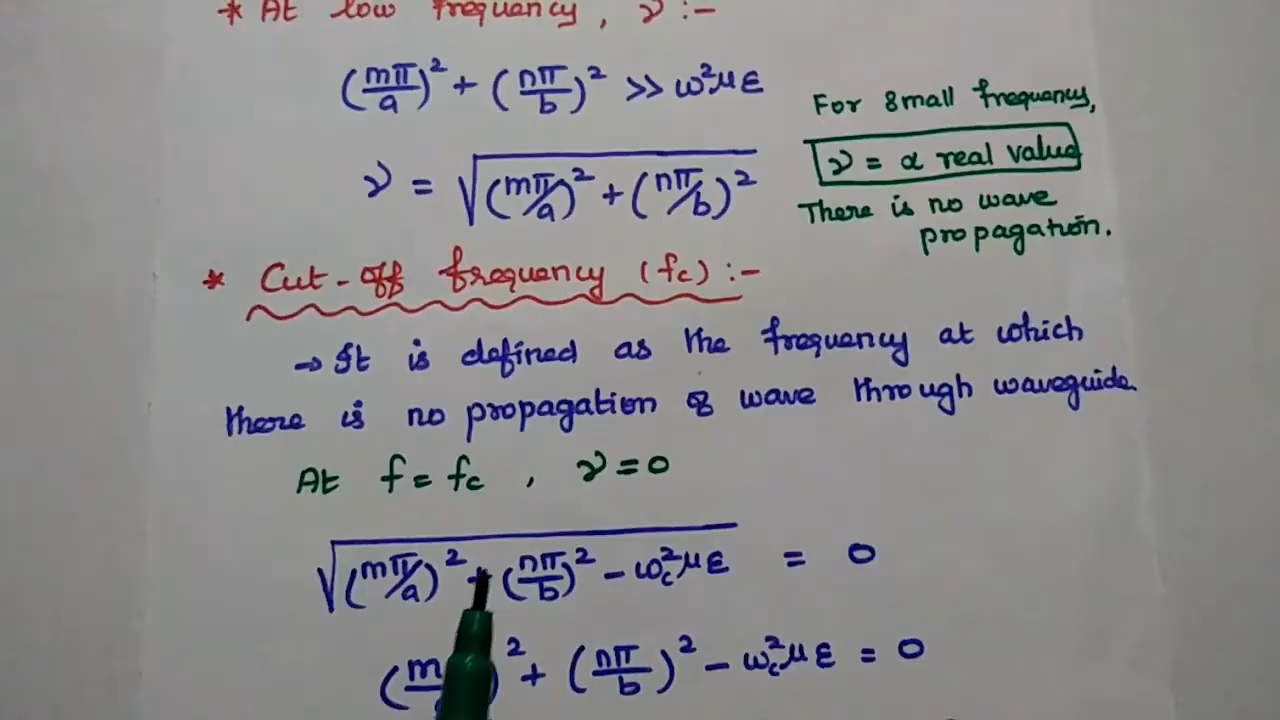 * At low frequency, γ :-
(mπ/a)² + (nπ/b)² >> ω²με
γ = √((mπ/a)² + (nπ/b)²)
For small frequency,
γ = α real value
There is no wave
propagation.
* Cut-off frequency (fc) :-
→ It is defined as the frequency at which
there is no propagation of wave through waveguide
At f = fc , γ = 0
√((mπ/a)² + (nπ/b)² - ωc²με) = 0
(m )² + (nπ/b)² - ωc²με = 0